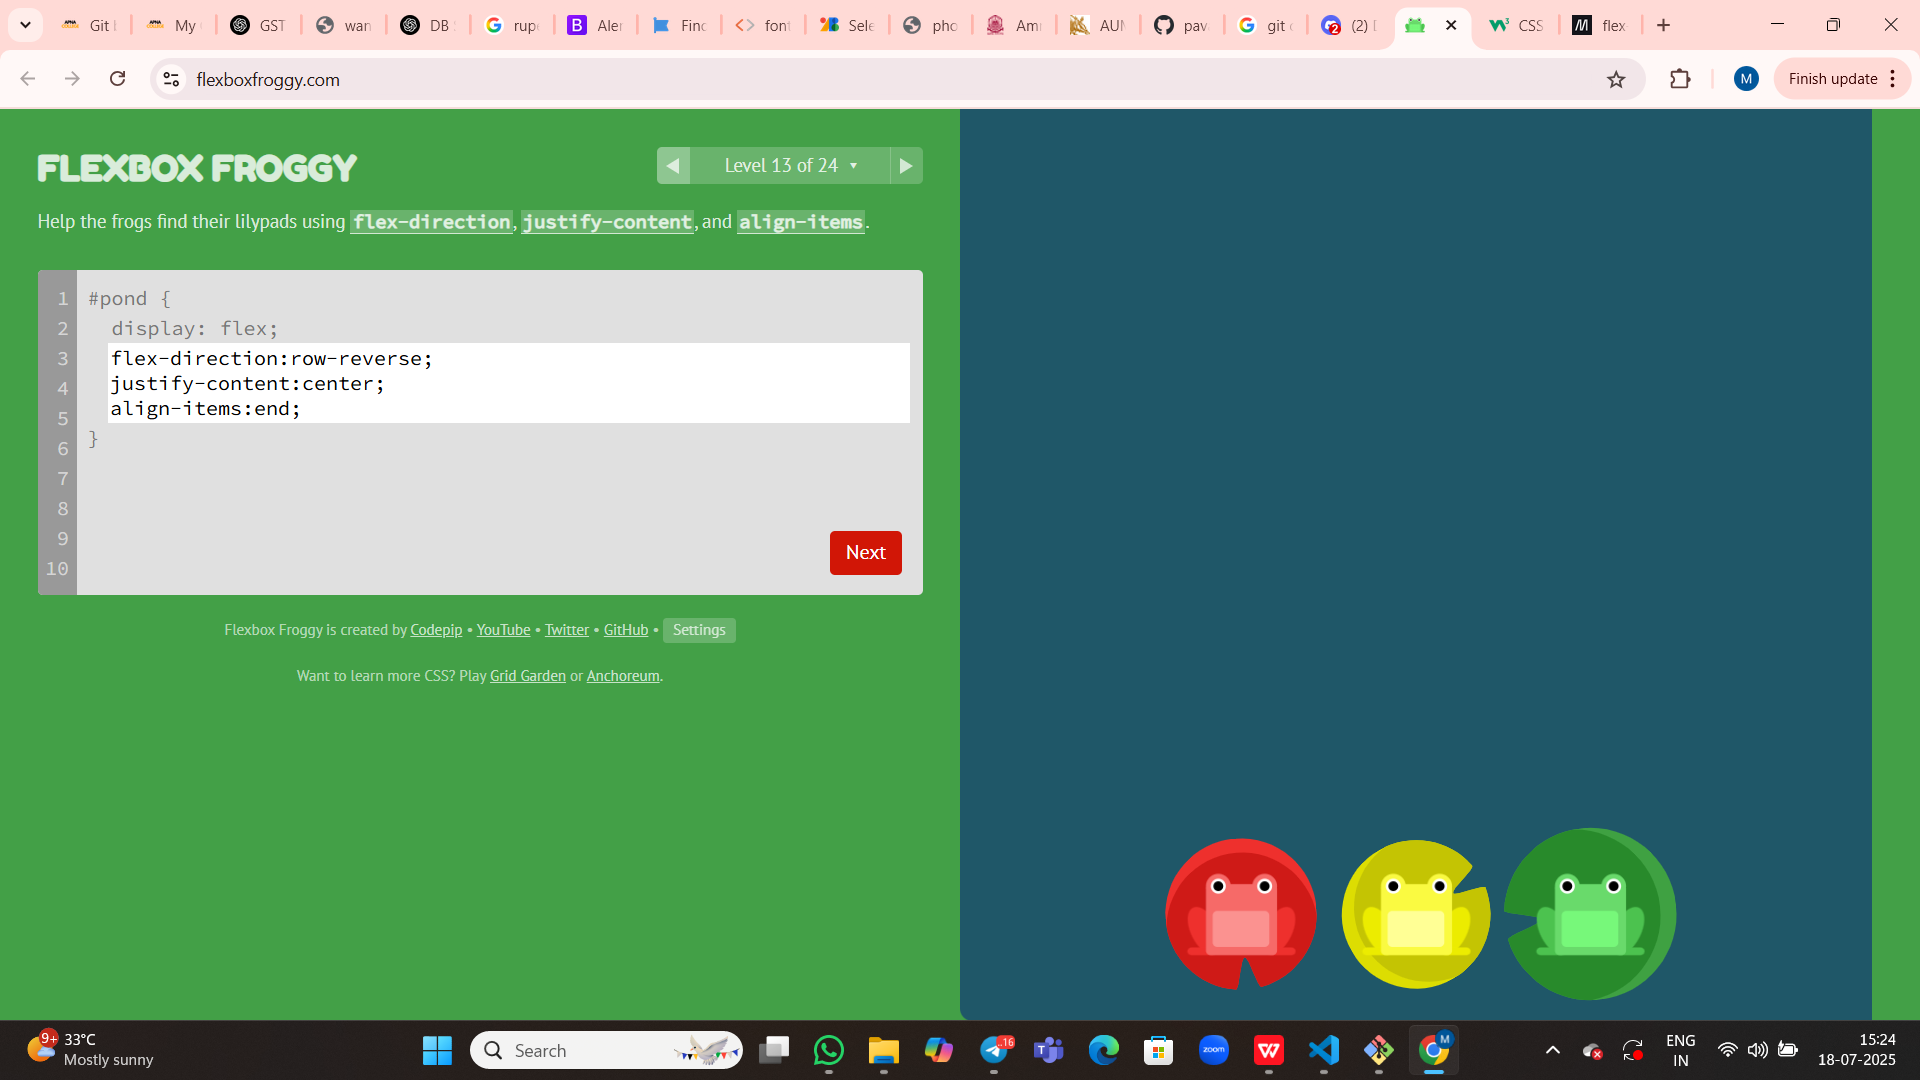 Git
My
GST
wan
DB
rup
B Aler
Finc
font
Sele
pho
Am
AUM
pav
git
(2)
CSS
flex
flexboxfroggy.com
M
Finish update
FLEXBOX FROGGY
Level 13 of 24
Help the frogs find their lilypads using flex-direction, justify-content, and align-items.
1 #pond {
2 display: flex;
3 flex-direction:row-reverse;
4 justify-content:center;
5 align-items:end;
6 }
7
8
9
10
Next
Flexbox Froggy is created by Codepip • YouTube • Twitter • GitHub • Settings
Want to learn more CSS? Play Grid Garden or Anchoreum.
9+
33°C
Mostly sunny
Search
16
zoom
M
ENG
IN
15:24
18-07-2025